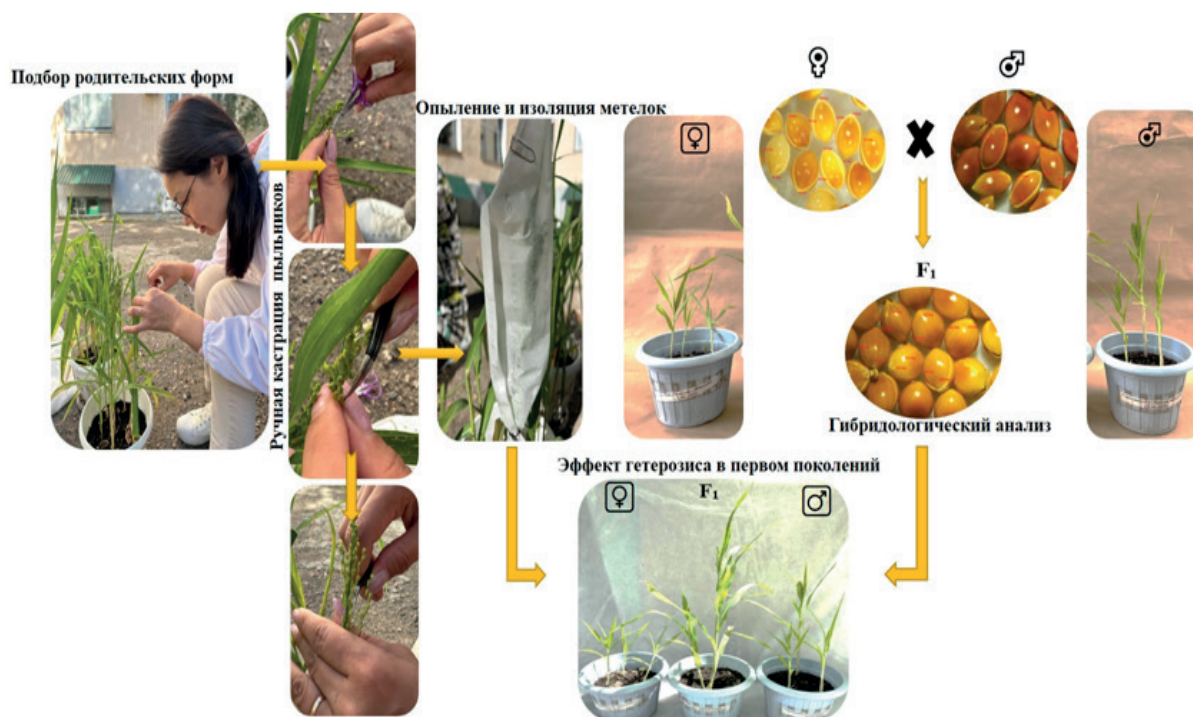 Подбор родительских форм
Ручная кастрация пыльников
Опыление и изоляция метелок
♀
♀
♂
♂
X
F₁
Гибридологический анализ
Эффект гетерозиса в первом поколений
♀
F₁
♂